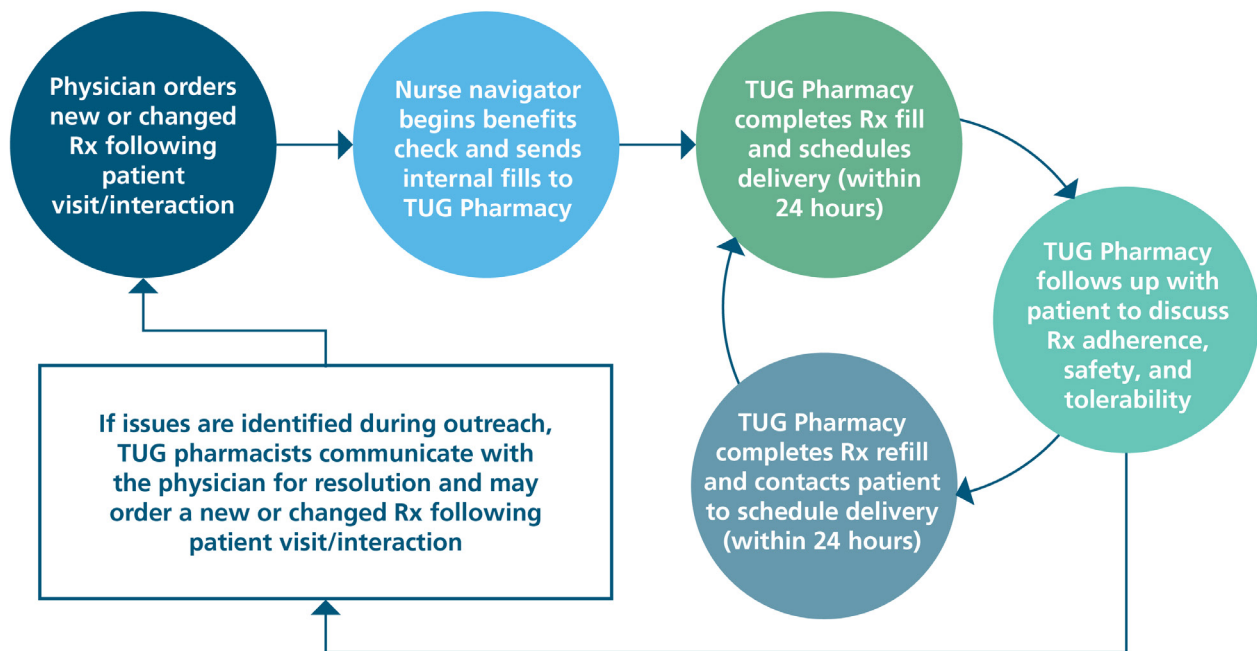 Physician orders
new or changed
Rx following
patient
visit/interaction
Nurse navigator
begins benefits
check and sends
internal fills to
TUG Pharmacy
TUG Pharmacy
completes Rx fill
and schedules
delivery (within
24 hours)
TUG Pharmacy
follows up with
patient to discuss
Rx adherence,
safety, and
tolerability
TUG Pharmacy
completes Rx refill
and contacts patient
to schedule delivery
(within 24 hours)
If issues are identified during outreach,
TUG pharmacists communicate with
the physician for resolution and may
order a new or changed Rx following
patient visit/interaction